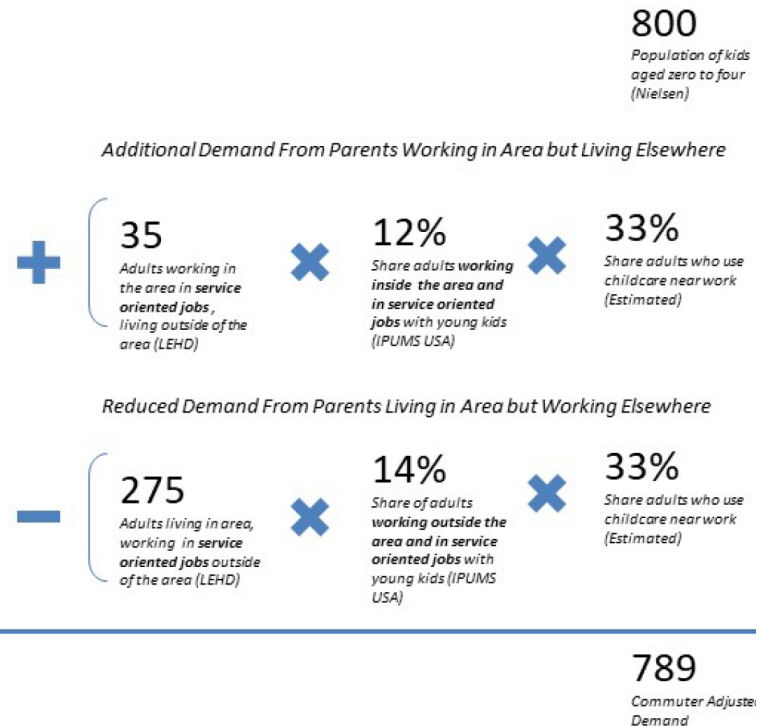 800
Population of kids
aged zero to four
(Nielsen)
Additional Demand From Parents Working in Area but Living Elsewhere
35
Adults working in
the area in service
oriented jobs ,
living outside of the
area (LEHD)
12%
Share adults working
inside the area and
in service oriented
jobs with young kids
(IPUMS USA)
33%
Share adults who use
childcare near work
(Estimated)
Reduced Demand From Parents Living in Area but Working Elsewhere
275
Adults living in area,
working in service
oriented jobs outside
of the area (LEHD)
14%
Share of adults
working outside the
area and in service
oriented jobs with
young kids (IPUMS
USA)
33%
Share adults who use
childcare near work
(Estimated)
789
Commuter Adjusted
Demand